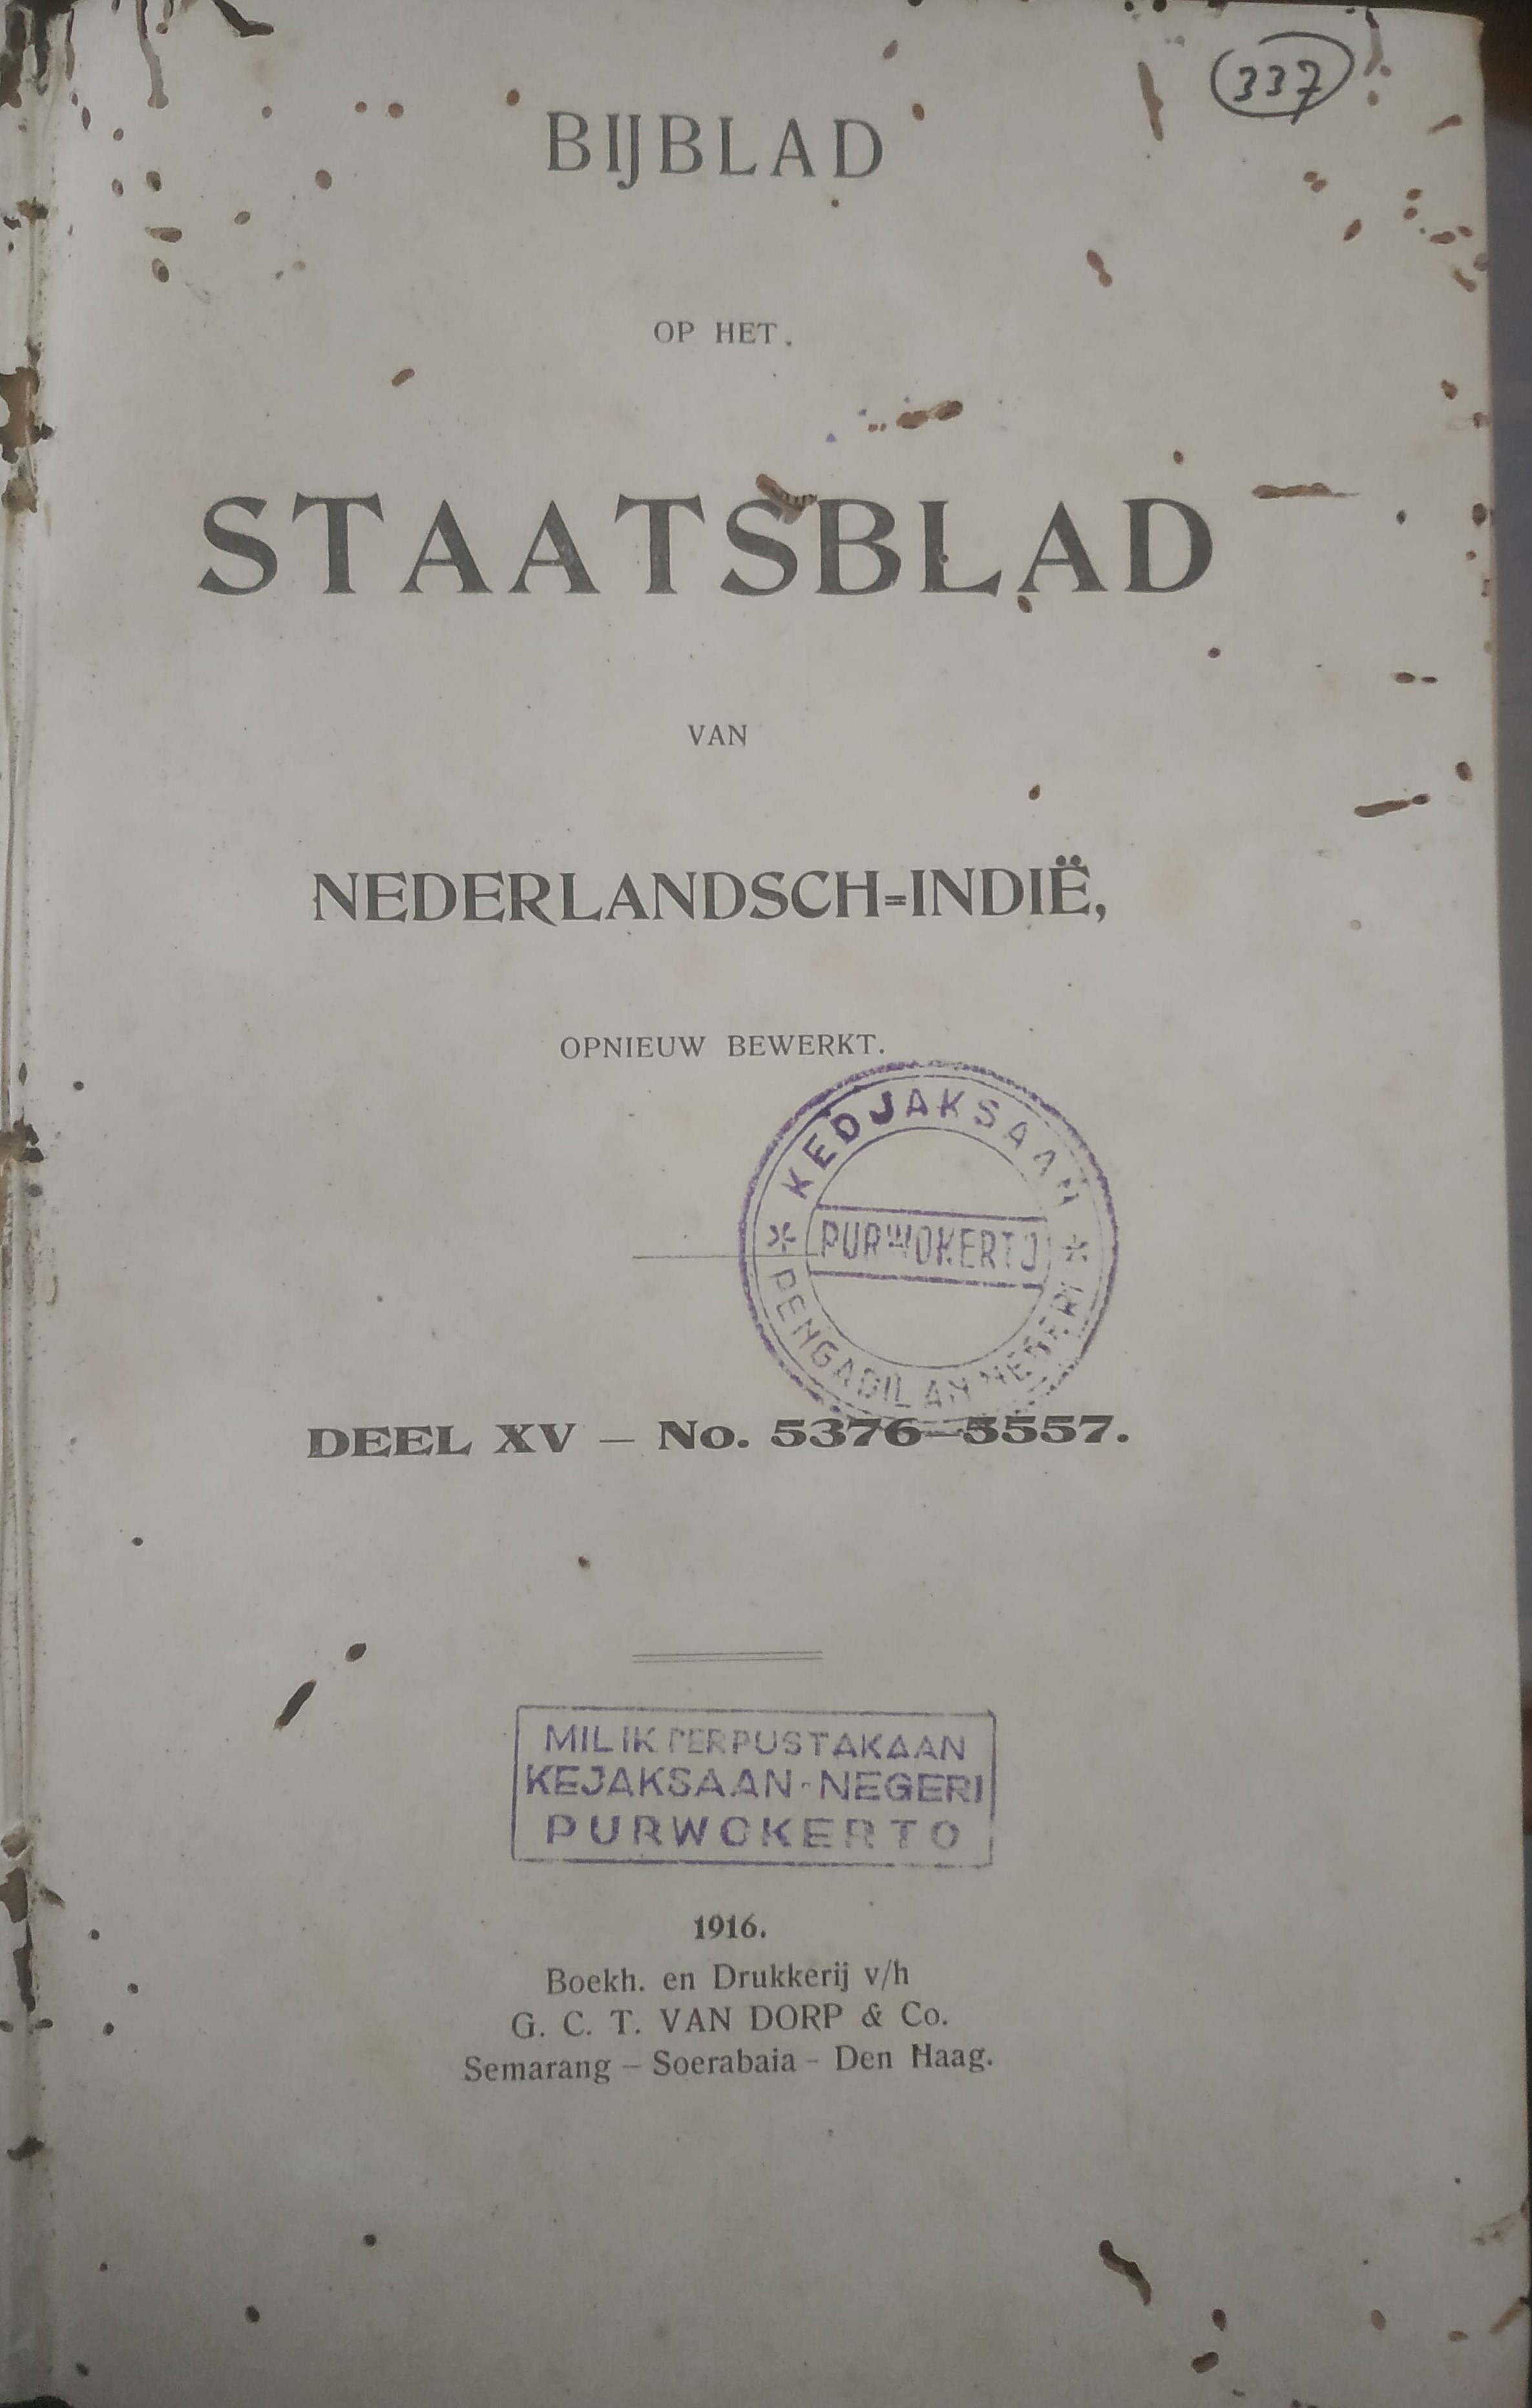 337
BIJBLAD
OP HET.
STAATSBLAD
VAN
NEDERLANDSCH=INDIË,
OPNIEUW BEWERKT.
KEDJAKSAAN
* PURWOKERTO *
PENGADILAN NEGERI
DEEL XV — No. 5376—5557.
MILIK PERPUSTAKAAN
KEJAKSAAN-NEGERI
PURWOKERTO
1916.
Boekh. en Drukkerij v/h
G. C. T. VAN DORP & Co.
Semarang — Soerabaia - Den Haag.